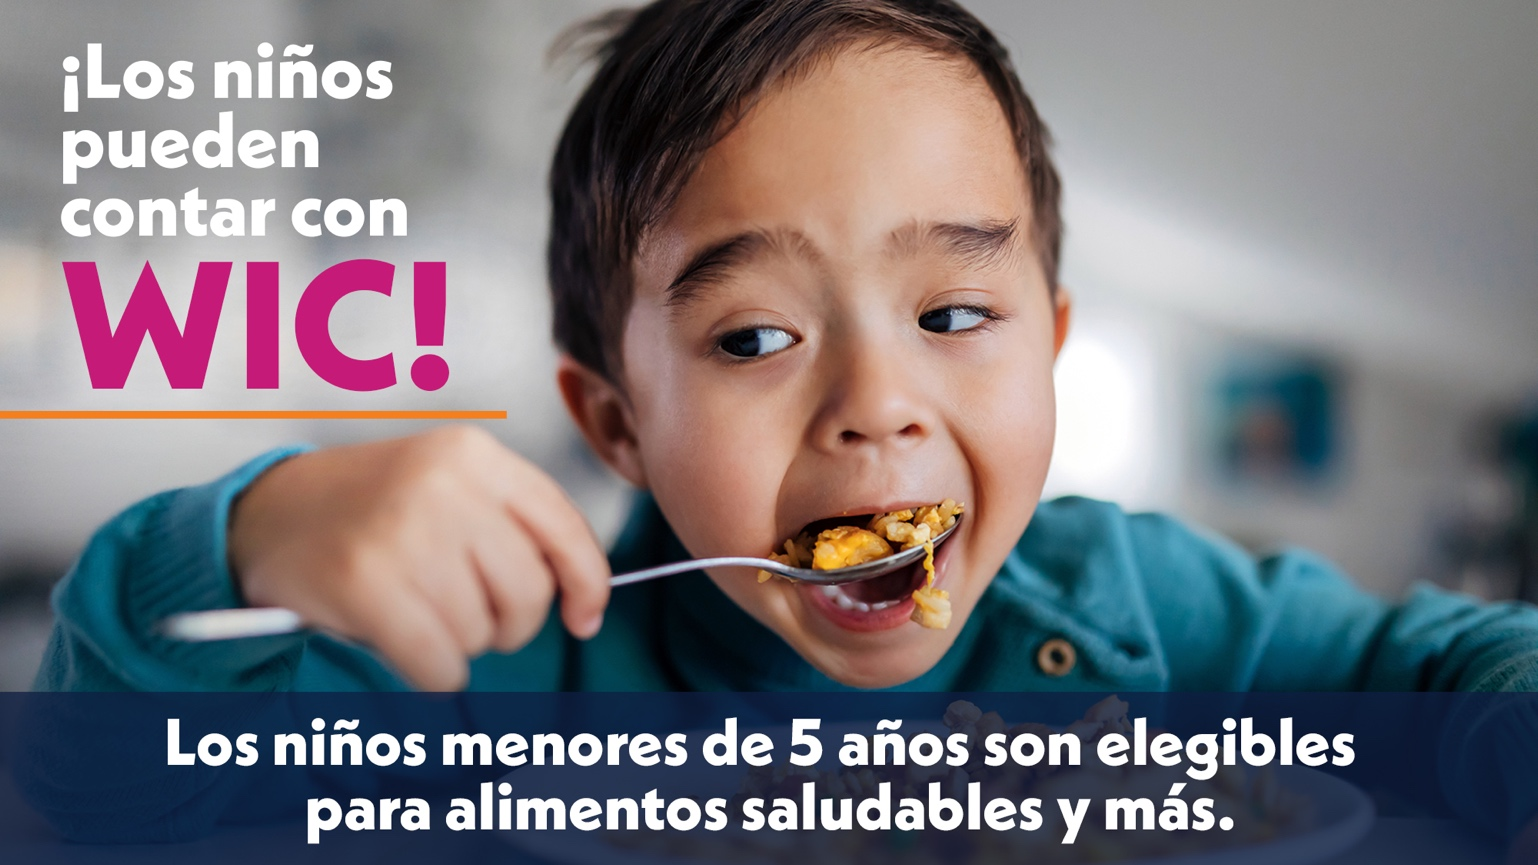 ¡Los niños
pueden
contar con
WIC!
Los niños menores de 5 años son elegibles
para alimentos saludables y más.